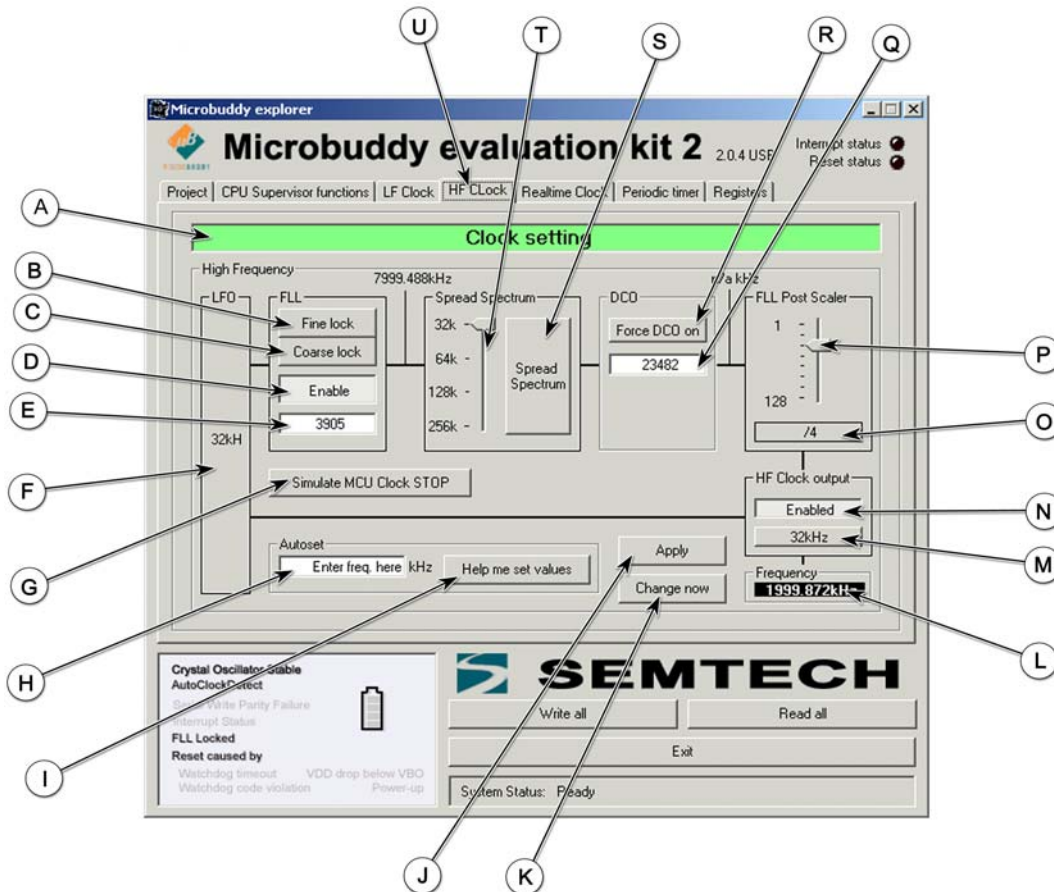 U
T
S
R
Q
Microbuddy explorer
Microbuddy evaluation kit 2
2.0.4 USB
Interrupt status
Reset status
Project
CPU Supervisor functions
LF Clock
HF CLock
Realtime Clock
Periodic timer
Registers
A
Clock setting
High Frequency
7999.488kHz
n/a kHz
LFO
FLL
Spread Spectrum
DCO
FLL Post Scaler
B
Fine lock
32k
Force DCO on
1
C
Coarse lock
64k
23482
P
D
Enable
Spread
Spectrum
128k
128
E
3905
256k
/4
O
32kH
F
HF Clock output
Simulate MCU Clock STOP
Enabled
N
G
32kHz
M
Autoset
Apply
Enter freq. here
kHz
Help me set values
Change now
Frequency
1999.872kHz
H
L
Crystal Oscillator Stable
AutoClockDetect
Serial Write Parity Failure
Interrupt Status
FLL Locked
Reset caused by
Watchdog timeout
VDD drop below VBO
Watchdog code violation
Power-up
SEMTECH
Write all
Read all
Exit
System Status: Ready
I
J
K